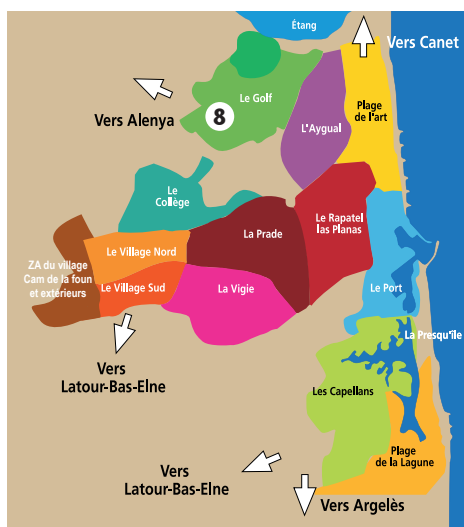 Étang
Vers Canet
Le Golf
Vers Alenya
8
Plage
de l'art
L'Aygual
Le
Collège
Le Rapatel
las Planas
La Prade
Le Village Nord
ZA du village
Cam de la foun
et extérieurs
Le Village Sud
La Vigie
Le Port
La Presqu'île
Vers
Latour-Bas-Elne
Les Capellans
Plage
de la Lagune
Vers
Latour-Bas-Elne
Vers Argelès